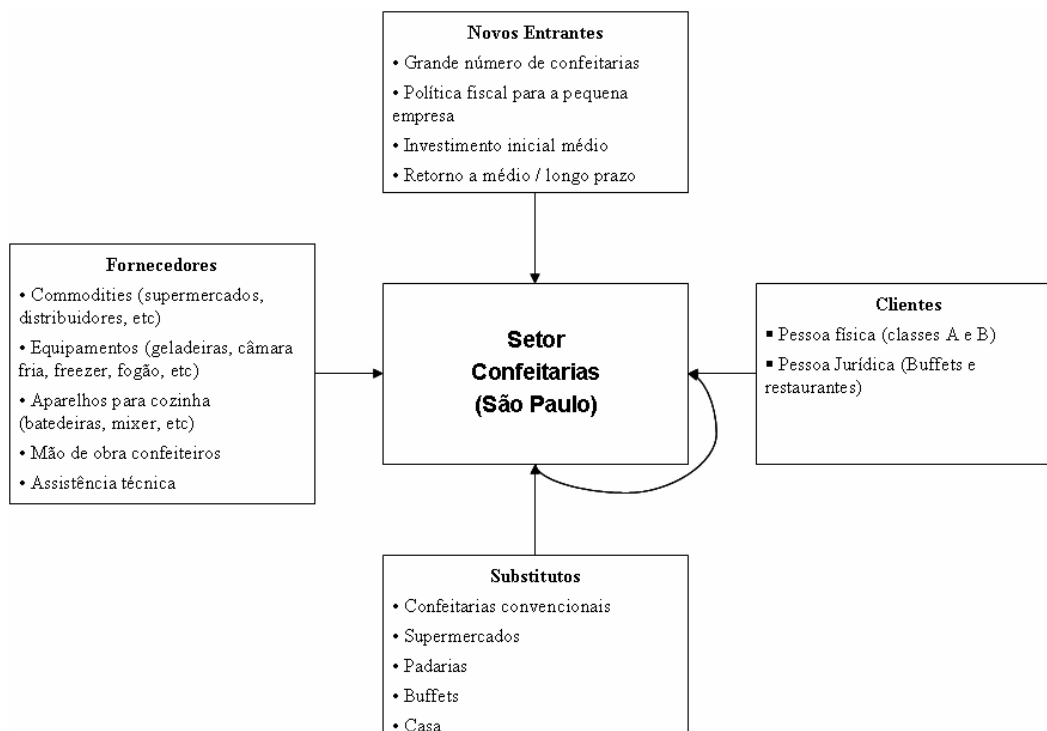 Novos Entrantes
• Grande número de confeitarias
• Política fiscal para a pequena
empresa
• Investimento inicial médio
• Retorno a médio / longo prazo
Fornecedores
• Commodities (supermercados,
distribuidores, etc)
• Equipamentos (geladeiras, câmara
fria, freezer, fogão, etc)
• Aparelhos para cozinha
(batedeiras, mixer, etc)
• Mão de obra confeiteiros
• Assistência técnica
Setor
Confeitarias
(São Paulo)
Clientes
▪ Pessoa física (classes A e B)
▪ Pessoa Jurídica (Buffets e
restaurantes)
Substitutos
• Confeitarias convencionais
• Supermercados
• Padarias
• Buffets
• Casa